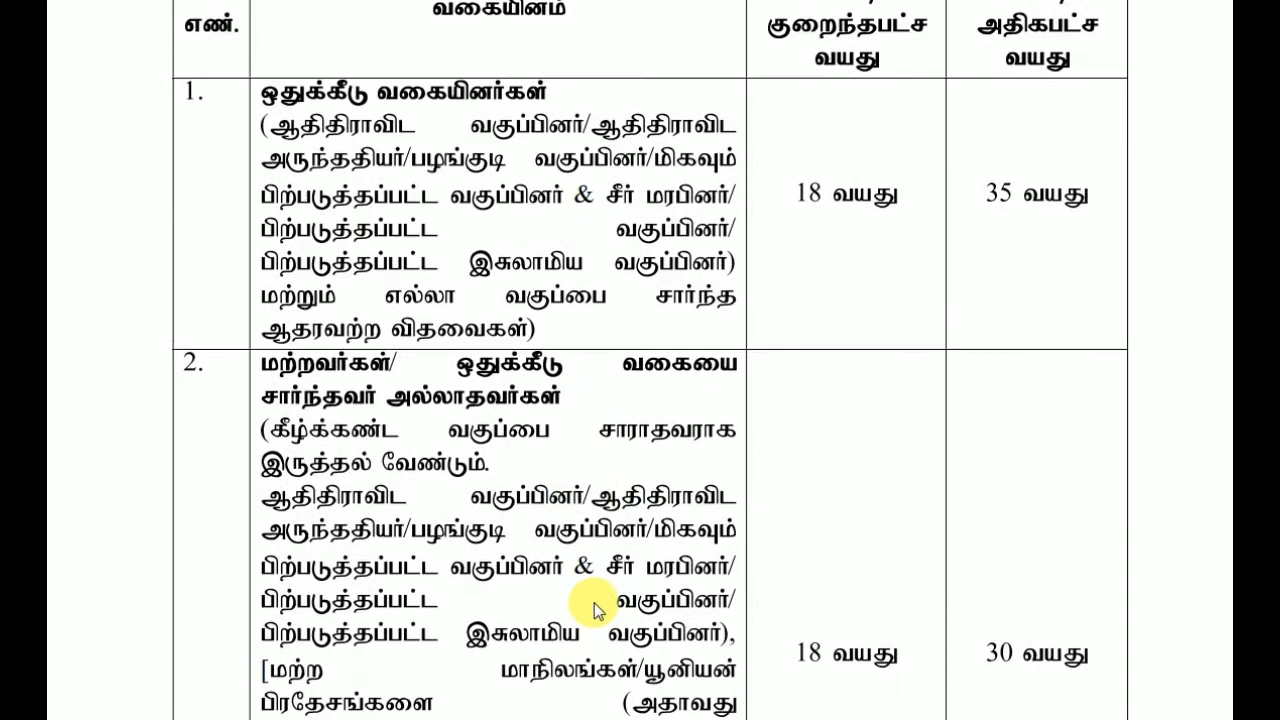 எண்.
வகையினம்
குறைந்தபட்ச
வயது
அதிகபட்ச
வயது
1.
ஒதுக்கீடு வகையினர்கள்
(ஆதிதிராவிட வகுப்பினர்/ஆதிதிராவிட
அருந்ததியர்/பழங்குடி வகுப்பினர்/மிகவும்
பிற்படுத்தப்பட்ட வகுப்பினர் & சீர் மரபினர்/
பிற்படுத்தப்பட்ட வகுப்பினர்/
பிற்படுத்தப்பட்ட இசுலாமிய வகுப்பினர்)
மற்றும் எல்லா வகுப்பை சார்ந்த
ஆதரவற்ற விதவைகள்)
18 வயது
35 வயது
2.
மற்றவர்கள்/ ஒதுக்கீடு வகையை
சார்ந்தவர் அல்லாதவர்கள்
(கீழ்க்கண்ட வகுப்பை சாராதவராக
இருத்தல் வேண்டும்.
ஆதிதிராவிட வகுப்பினர்/ஆதிதிராவிட
அருந்ததியர்/பழங்குடி வகுப்பினர்/மிகவும்
பிற்படுத்தப்பட்ட வகுப்பினர் & சீர் மரபினர்/
பிற்படுத்தப்பட்ட வகுப்பினர்/
பிற்படுத்தப்பட்ட இசுலாமிய வகுப்பினர்),
[மற்ற மாநிலங்கள்/யூனியன்
பிரதேசங்களை (அதாவது
18 வயது
30 வயது